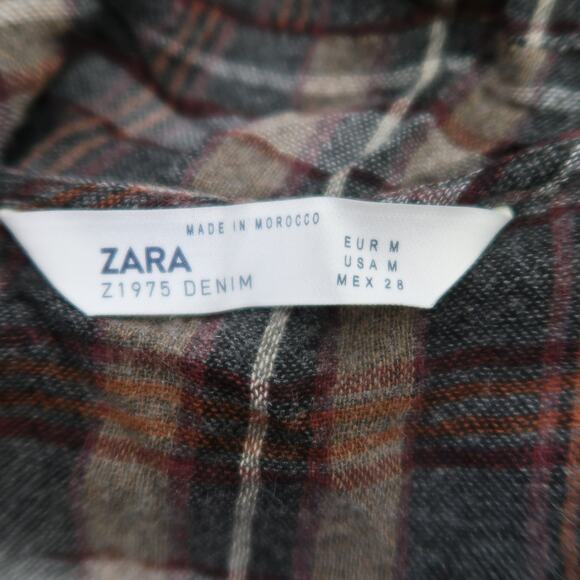 MADE IN MOROCCO
ZARA
Z1975 DENIM
EUR M
USA M
MEX 28